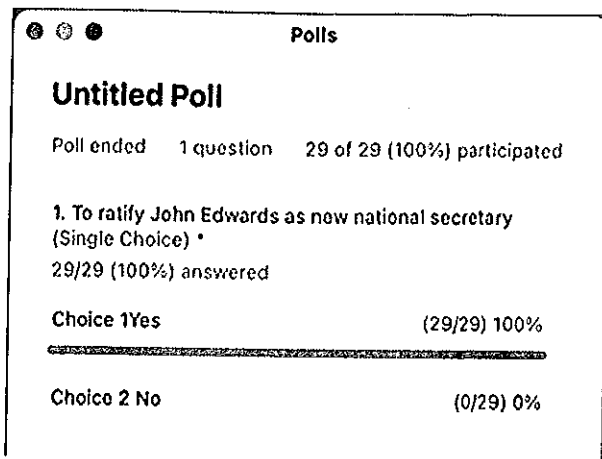 Polls
Untitled Poll
Poll ended 1 question 29 of 29 (100%) participated
1. To ratify John Edwards as new national secretary
(Single Choice) *
29/29 (100%) answered
Choice 1Yes (29/29) 100%
Choice 2 No (0/29) 0%